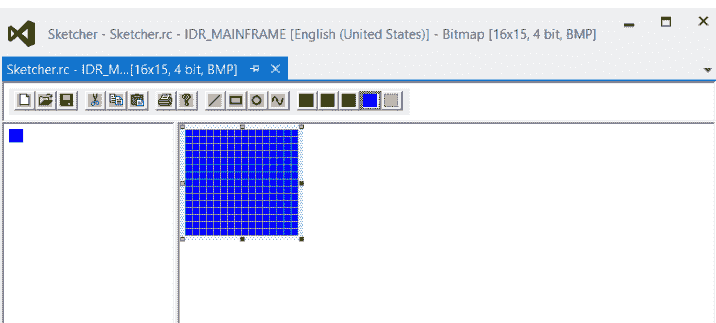 Sketcher - Sketcher.rc - IDR_MAINFRAME [English (United States)] - Bitmap [16x15, 4 bit, BMP]
Sketcher.rc - IDR_M...[16x15, 4 bit, BMP]